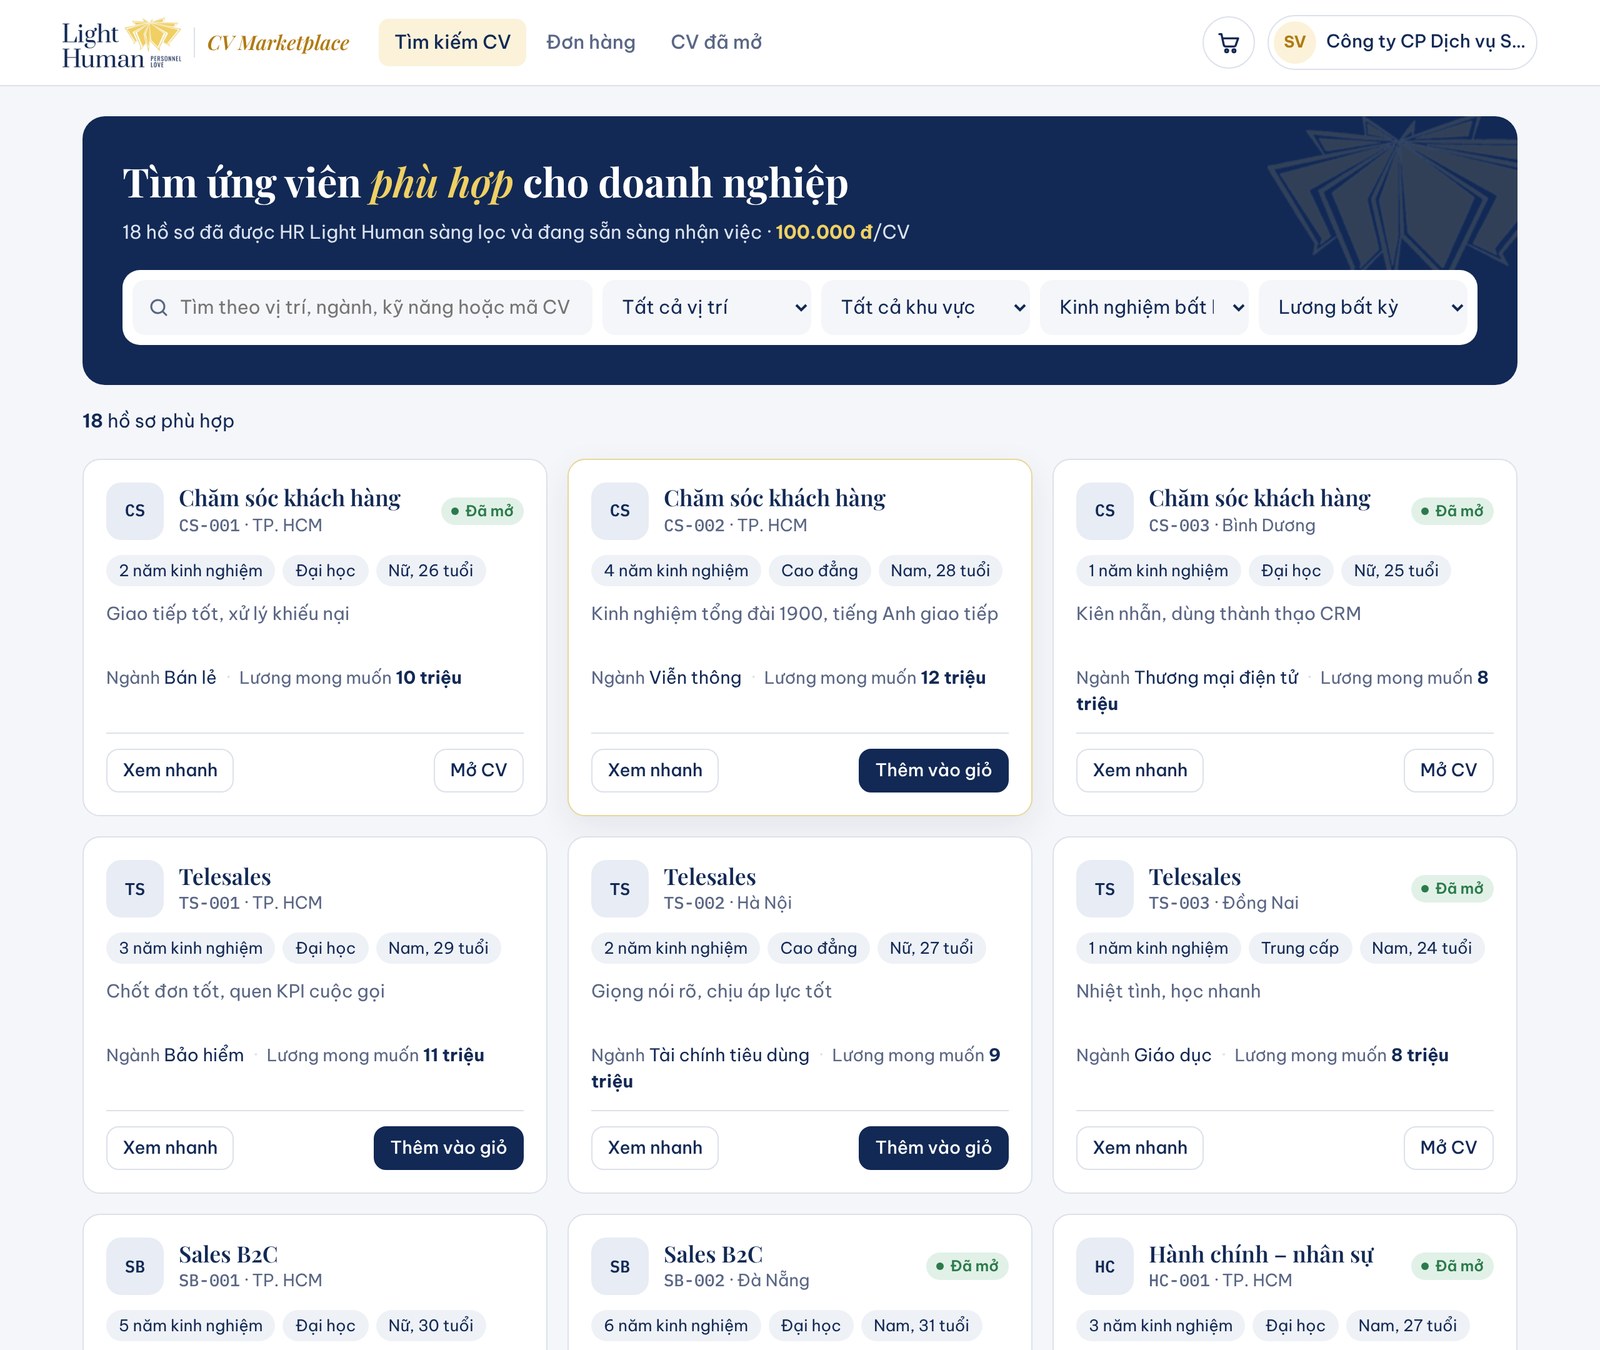 Light
Human PERSONNEL LOVE
CV Marketplace
Tìm kiếm CV
Đơn hàng
CV đã mở
SV
Công ty CP Dịch vụ S...
Tìm ứng viên phù hợp cho doanh nghiệp
18 hồ sơ đã được HR Light Human sàng lọc và đang sẵn sàng nhận việc · 100.000 đ/CV
Tìm theo vị trí, ngành, kỹ năng hoặc mã CV
Tất cả vị trí
Tất cả khu vực
Kinh nghiệm bất
Lương bất kỳ
18 hồ sơ phù hợp
CS
Chăm sóc khách hàng
CS-001 · TP. HCM
Đã mở
2 năm kinh nghiệm
Đại học
Nữ, 26 tuổi
Giao tiếp tốt, xử lý khiếu nại
Ngành Bán lẻ · Lương mong muốn 10 triệu
Xem nhanh
Mở CV
CS
Chăm sóc khách hàng
CS-002 · TP. HCM
4 năm kinh nghiệm
Cao đẳng
Nam, 28 tuổi
Kinh nghiệm tổng đài 1900, tiếng Anh giao tiếp
Ngành Viễn thông · Lương mong muốn 12 triệu
Xem nhanh
Thêm vào giỏ
CS
Chăm sóc khách hàng
CS-003 · Bình Dương
Đã mở
1 năm kinh nghiệm
Đại học
Nữ, 25 tuổi
Kiên nhẫn, dùng thành thạo CRM
Ngành Thương mại điện tử · Lương mong muốn 8
triệu
Xem nhanh
Mở CV
TS
Telesales
TS-001 · TP. HCM
3 năm kinh nghiệm
Đại học
Nam, 29 tuổi
Chốt đơn tốt, quen KPI cuộc gọi
Ngành Bảo hiểm · Lương mong muốn 11 triệu
Xem nhanh
Thêm vào giỏ
TS
Telesales
TS-002 · Hà Nội
2 năm kinh nghiệm
Cao đẳng
Nữ, 27 tuổi
Giọng nói rõ, chịu áp lực tốt
Ngành Tài chính tiêu dùng · Lương mong muốn 9
triệu
Xem nhanh
Thêm vào giỏ
TS
Telesales
TS-003 · Đồng Nai
Đã mở
1 năm kinh nghiệm
Trung cấp
Nam, 24 tuổi
Nhiệt tình, học nhanh
Ngành Giáo dục · Lương mong muốn 8 triệu
Xem nhanh
Mở CV
SB
Sales B2C
SB-001 · TP. HCM
5 năm kinh nghiệm
Đại học
Nữ, 30 tuổi
SB
Sales B2C
SB-002 · Đà Nẵng
Đã mở
6 năm kinh nghiệm
Đại học
Nam, 31 tuổi
HC
Hành chính – nhân sự
HC-001 · TP. HCM
Đã mở
3 năm kinh nghiệm
Đại học
Nam, 27 tuổi